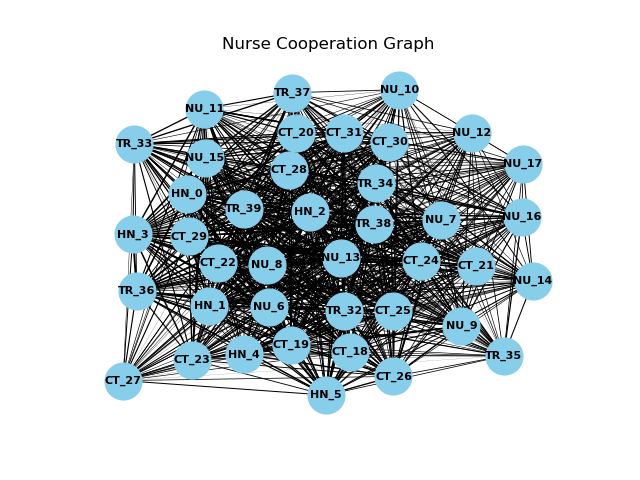 Nurse Cooperation Graph
NU_10
TR_37
NU_11
CT_20
CT_31
NU_12
CT_30
TR_33
NU_15
NU_17
CT_28
TR_34
HN_0
TR_39
HN_2
NU_16
NU_7
TR_38
HN_3
CT_29
NU_13
CT_24
CT_22
NU_8
CT_21
NU_14
TR_36
HN_1
NU_6
TR_32
CT_25
NU_9
CT_19
CT_18
HN_4
TR_35
CT_23
CT_26
CT_27
HN_5